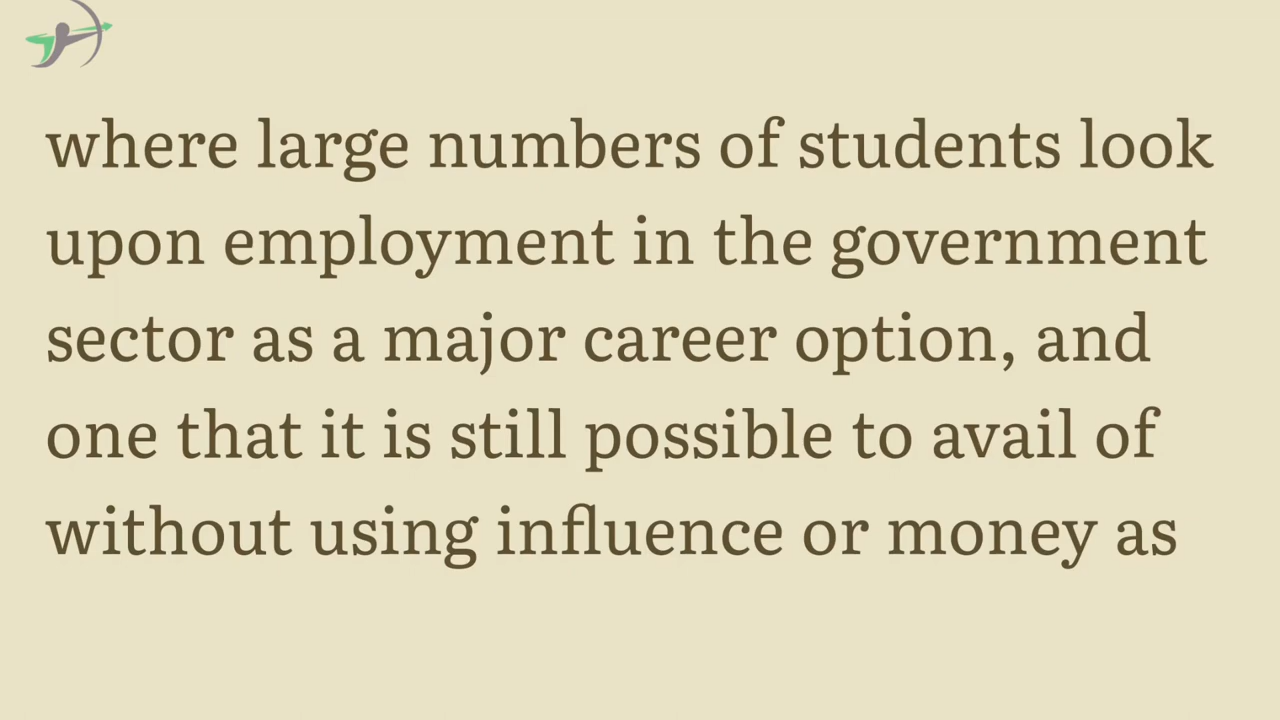 where large numbers of students look
upon employment in the government
sector as a major career option, and
one that it is still possible to avail of
without using influence or money as